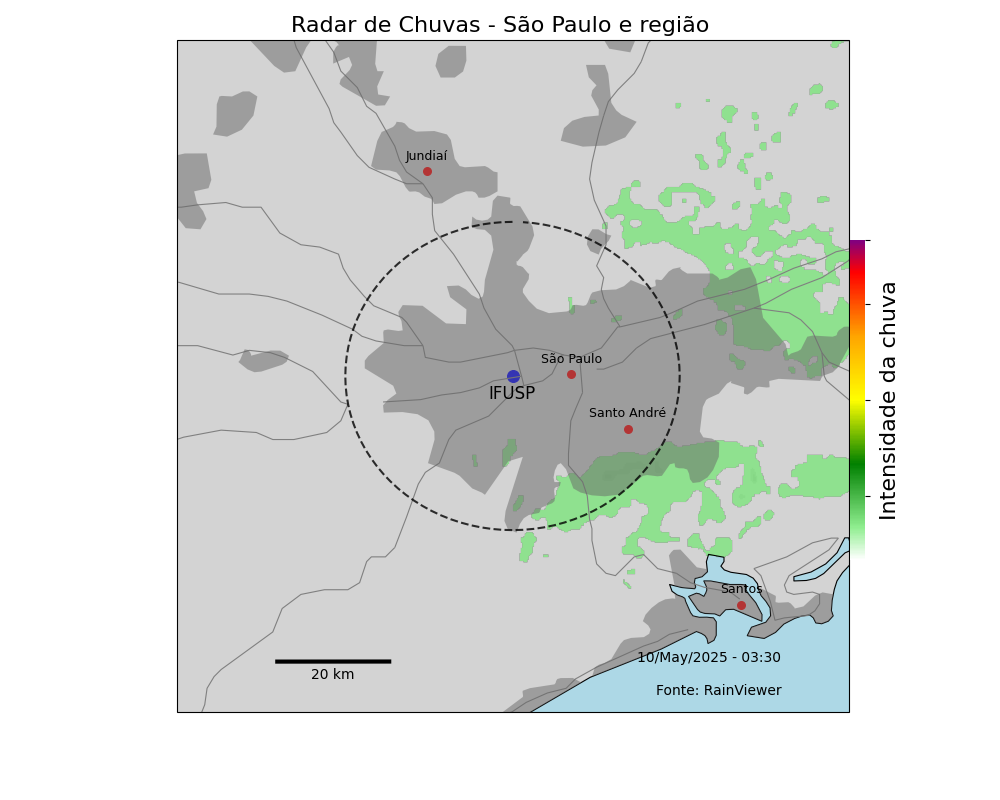 Radar de Chuvas - São Paulo e região
Jundiaí
São Paulo
IFUSP
Santo André
Santos
10/May/2025 - 03:30
20 km
Fonte: RainViewer
Intensidade da chuva